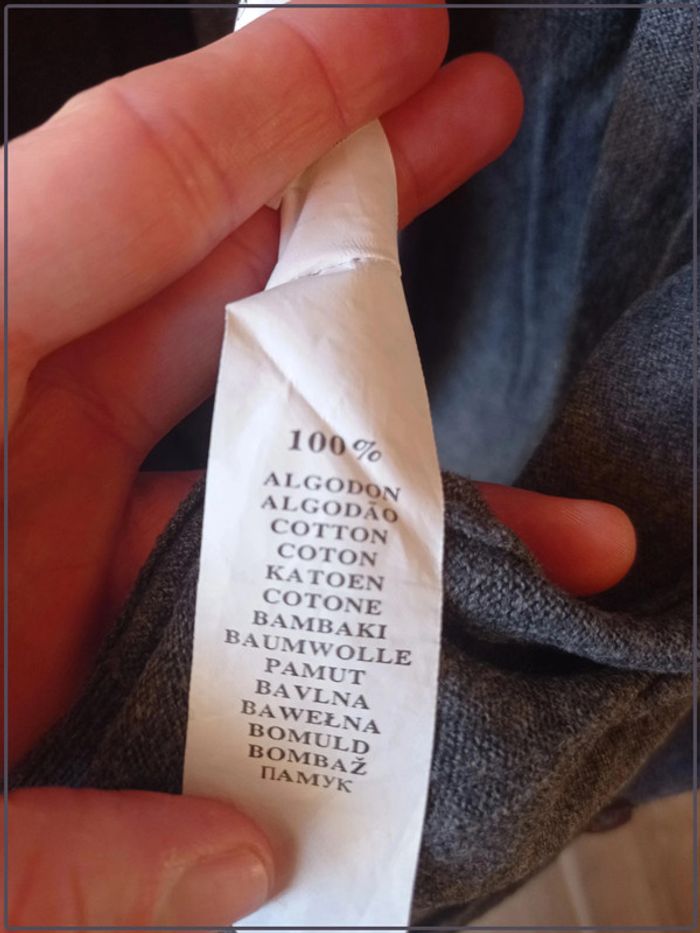 100%
ALGODON
ALGODÃO
COTTON
COTON
KATOEN
COTONE
BAMBAKI
BAUMWOLLE
PAMUT
BAVLNA
BAWEŁNA
BOMULD
BOMBAŽ
ПАМУК